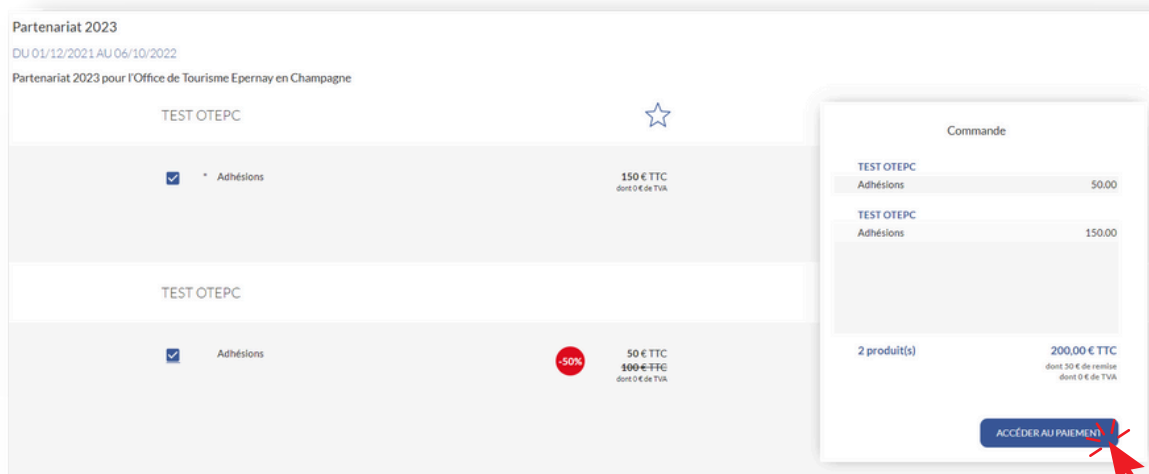 Partenariat 2023
DU 01/12/2021 AU 06/10/2022
Partenariat 2023 pour l'Office de Tourisme Epernay en Champagne
TEST OTEPC
* Adhésions
150 € TTC
dont 0 € de TVA
TEST OTEPC
Adhésions
-50%
50 € TTC
100 € TTC
dont 0 € de TVA
Commande
TEST OTEPC
Adhésions 50.00
TEST OTEPC
Adhésions 150.00
2 produit(s) 200,00 € TTC
dont 50 € de remise
dont 0 € de TVA
ACCÉDER AU PAIEMENT